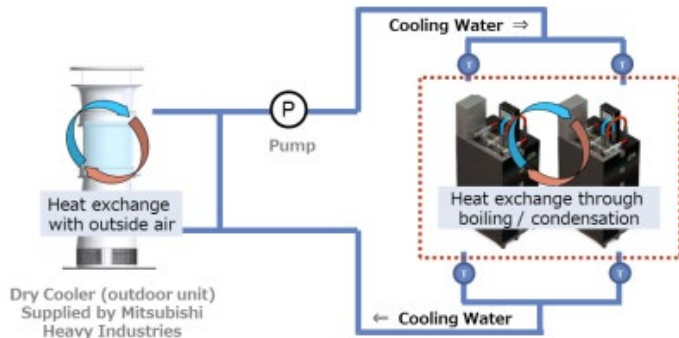 Cooling Water ⇒
T
T
P
Pump
Heat exchange
with outside air
Heat exchange through
boiling / condensation
T
T
Dry Cooler (outdoor unit)
Supplied by Mitsubishi
Heavy Industries
⇐ Cooling Water